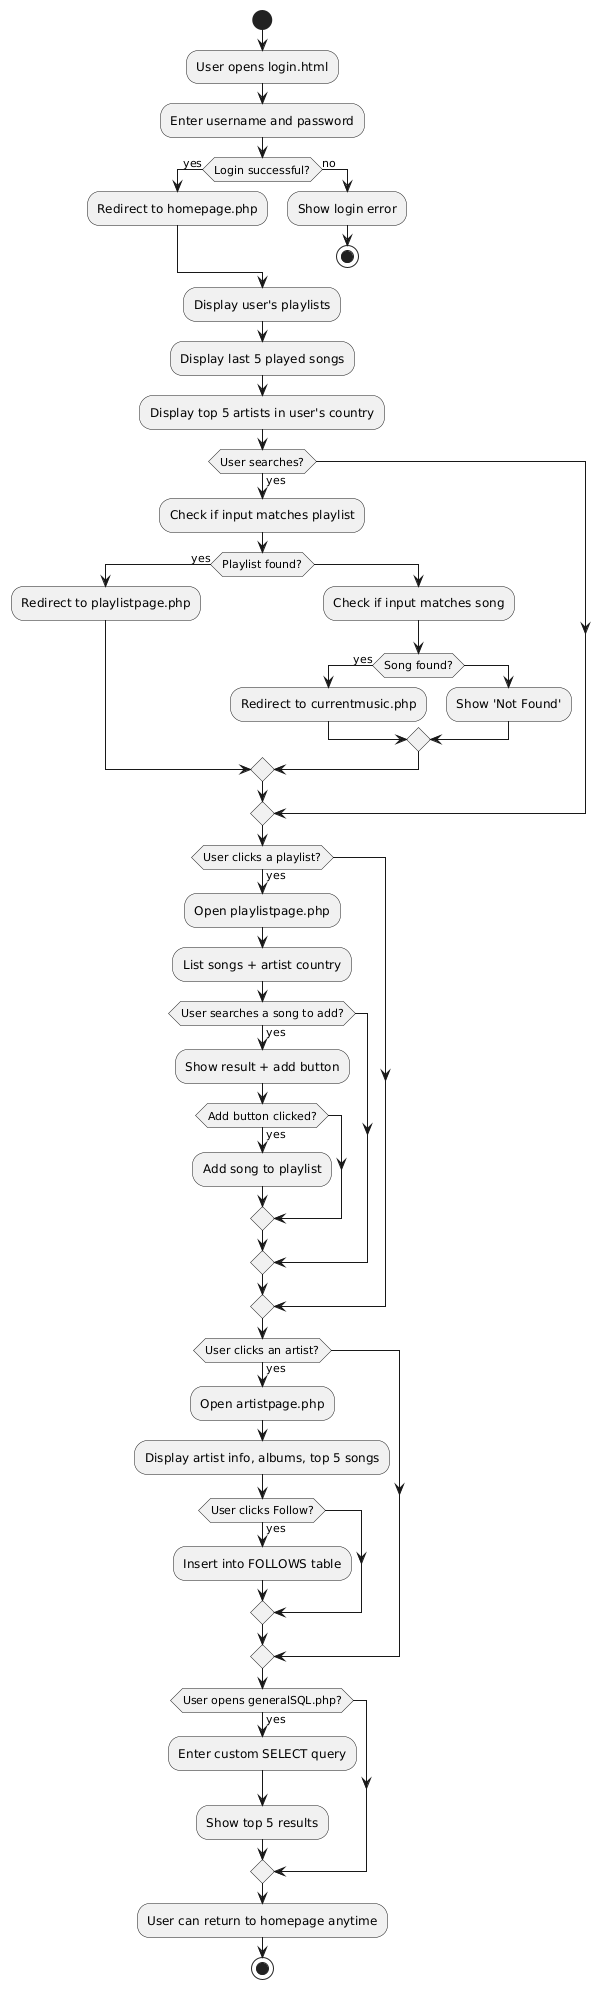 User opens login.html
Enter username and password
yes
Login successful?
no
Redirect to homepage.php
Show login error
Display user's playlists
Display last 5 played songs
Display top 5 artists in user's country
User searches?
yes
Check if input matches playlist
yes
Playlist found?
Redirect to playlistpage.php
Check if input matches song
yes
Song found?
Redirect to currentmusic.php
Show 'Not Found'
User clicks a playlist?
yes
Open playlistpage.php
List songs + artist country
User searches a song to add?
yes
Show result + add button
Add button clicked?
yes
Add song to playlist
User clicks an artist?
yes
Open artistpage.php
Display artist info, albums, top 5 songs
User clicks Follow?
yes
Insert into FOLLOWS table
User opens generalSQL.php?
yes
Enter custom SELECT query
Show top 5 results
User can return to homepage anytime